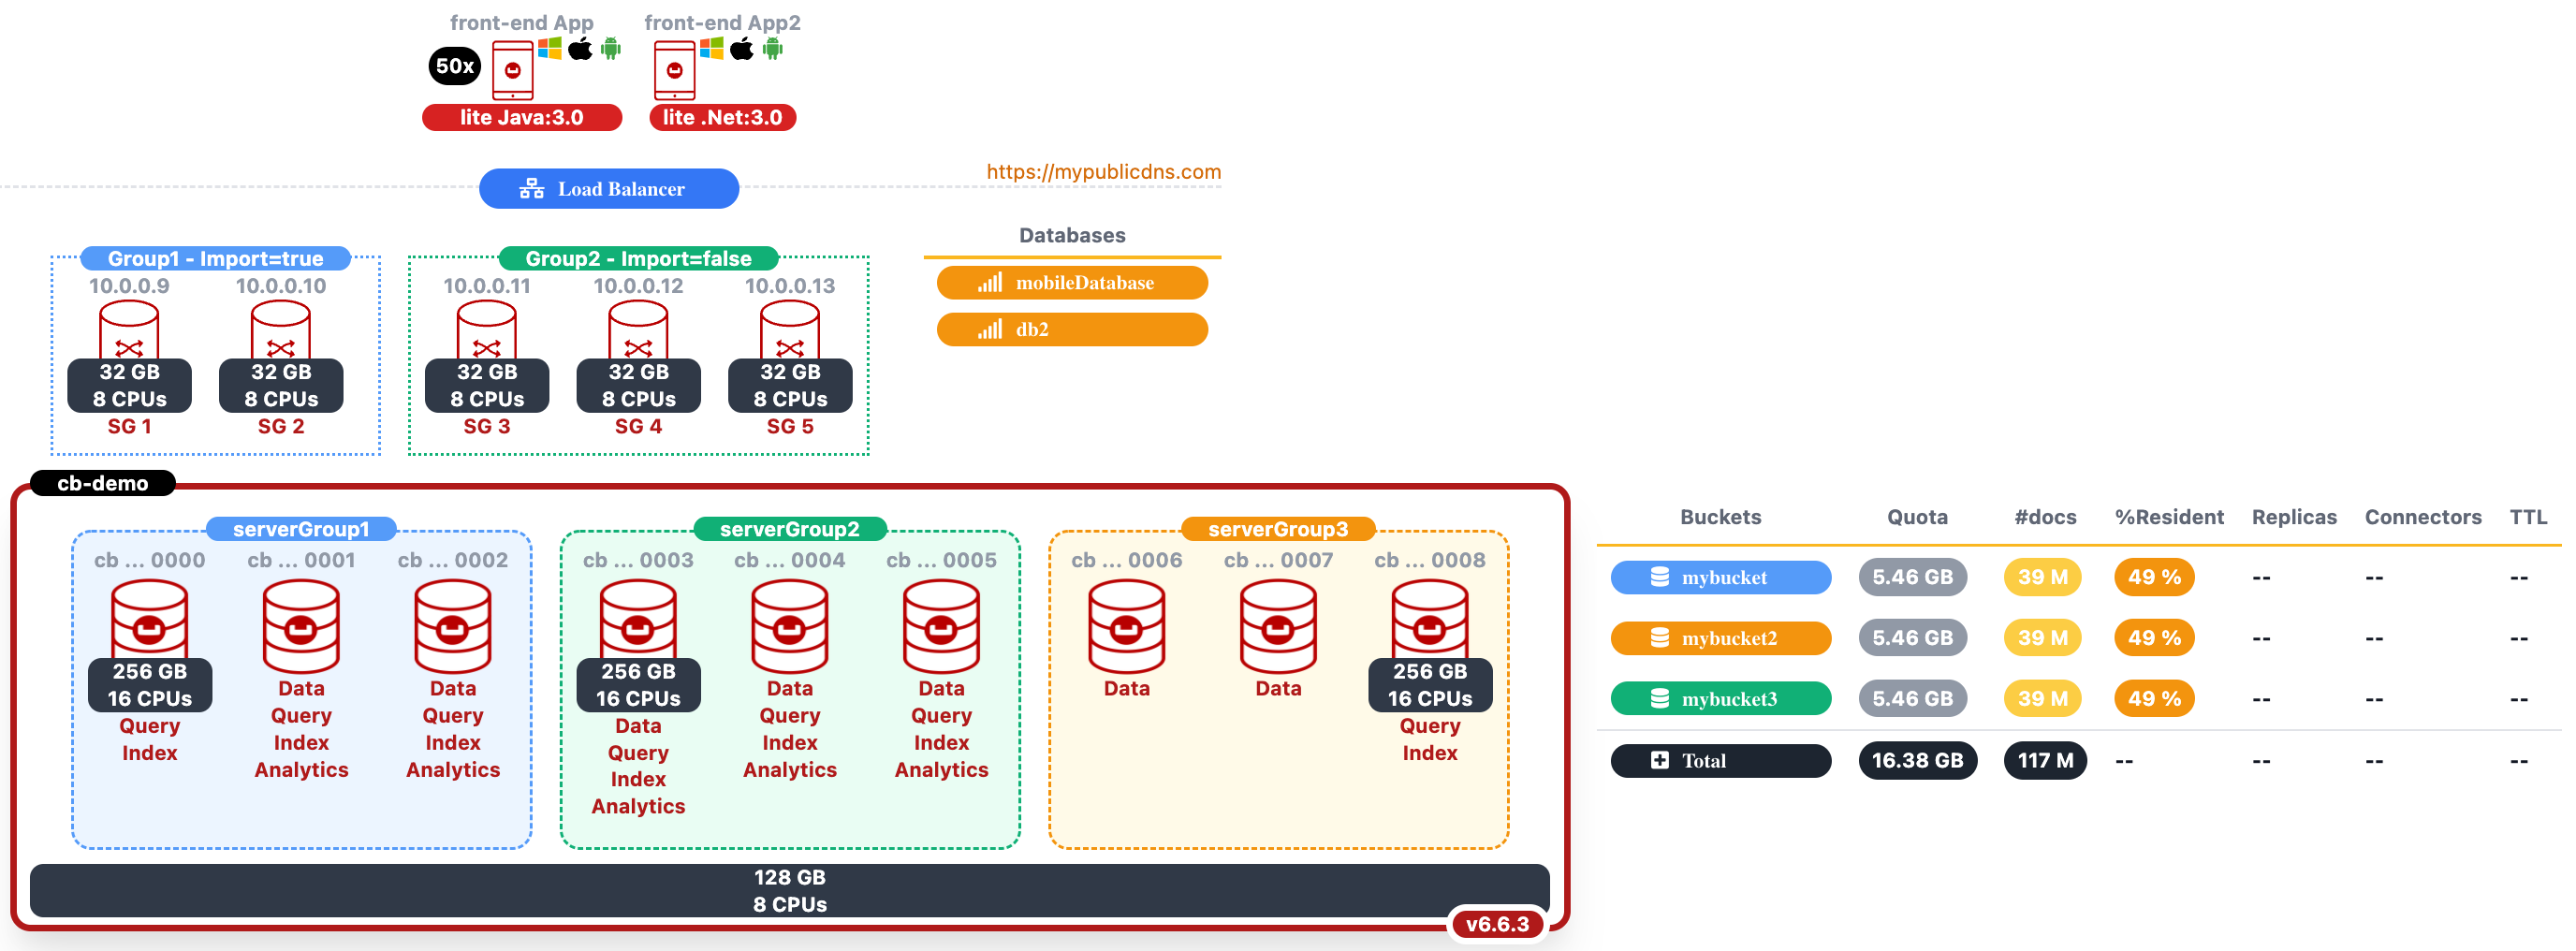 front-end App
front-end App2
50x
lite Java:3.0
lite .Net:3.0
https://mypublicdns.com
Load Balancer
Group1 - Import=true
10.0.0.9
10.0.0.10
32 GB
8 CPUs
SG 1
32 GB
8 CPUs
SG 2
Group2 - Import=false
10.0.0.11
10.0.0.12
10.0.0.13
32 GB
8 CPUs
SG 3
32 GB
8 CPUs
SG 4
32 GB
8 CPUs
SG 5
Databases
mobileDatabase
db2
cb-demo
serverGroup1
cb ... 0000
256 GB
16 CPUs
Query
Index
cb ... 0001
Data
Query
Index
Analytics
cb ... 0002
Data
Query
Index
Analytics
serverGroup2
cb ... 0003
256 GB
16 CPUs
Data
Query
Index
Analytics
cb ... 0004
Data
Query
Index
Analytics
cb ... 0005
Data
Query
Index
Analytics
serverGroup3
cb ... 0006
Data
cb ... 0007
Data
cb ... 0008
256 GB
16 CPUs
Query
Index
128 GB
8 CPUs
v6.6.3
Buckets Quota #docs %Resident Replicas Connectors TTL
mybucket 5.46 GB 39 M 49 % -- -- --
mybucket2 5.46 GB 39 M 49 % -- -- --
mybucket3 5.46 GB 39 M 49 % -- -- --
Total 16.38 GB 117 M -- -- -- --